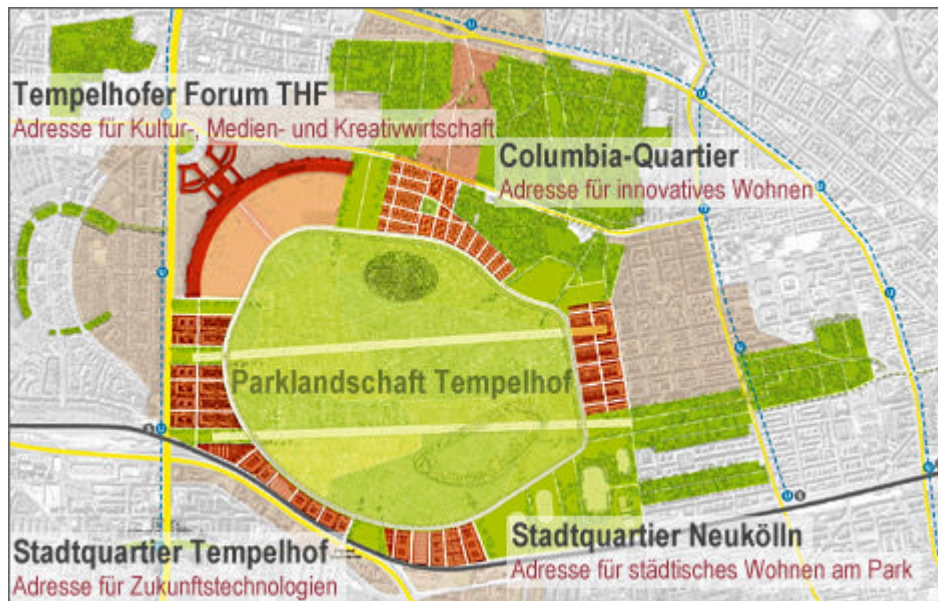 Tempelhofer Forum THF
Adresse für Kultur-, Medien- und Kreativwirtschaft
Columbia-Quartier
Adresse für innovatives Wohnen
Parklandschaft Tempelhof
Stadtquartier Tempelhof
Adresse für Zukunftstechnologien
Stadtquartier Neukölln
Adresse für städtisches Wohnen am Park